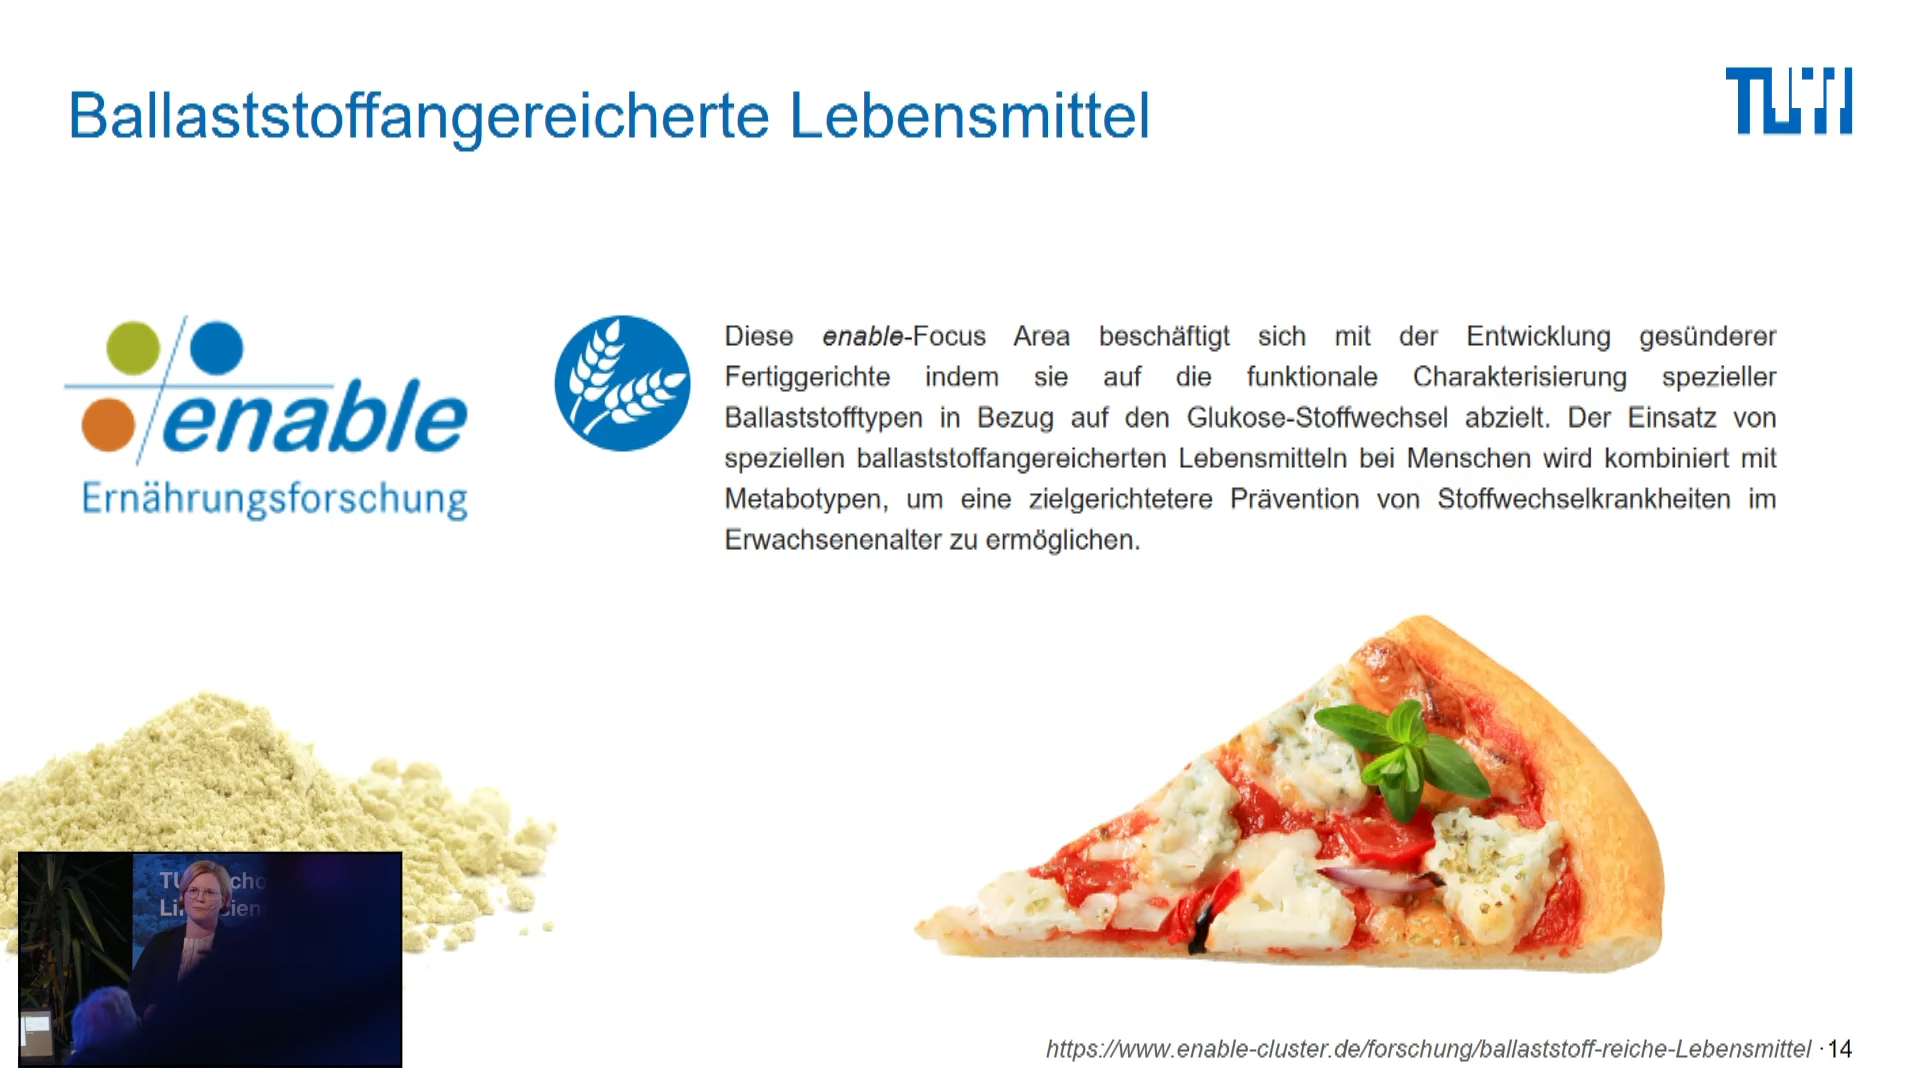 Ballaststoffangereicherte Lebensmittel
TUM
enable
Ernährungsforschung
Diese enable-Focus Area beschäftigt sich mit der Entwicklung gesünderer
Fertiggerichte indem sie auf die funktionale Charakterisierung spezieller
Ballaststofftypen in Bezug auf den Glukose-Stoffwechsel abzielt. Der Einsatz von
speziellen ballaststoffangereicherten Lebensmitteln bei Menschen wird kombiniert mit
Metabotypen, um eine zielgerichtetere Prävention von Stoffwechselkrankheiten im
Erwachsenenalter zu ermöglichen.
https://www.enable-cluster.de/forschung/ballaststoff-reiche-Lebensmittel · 14